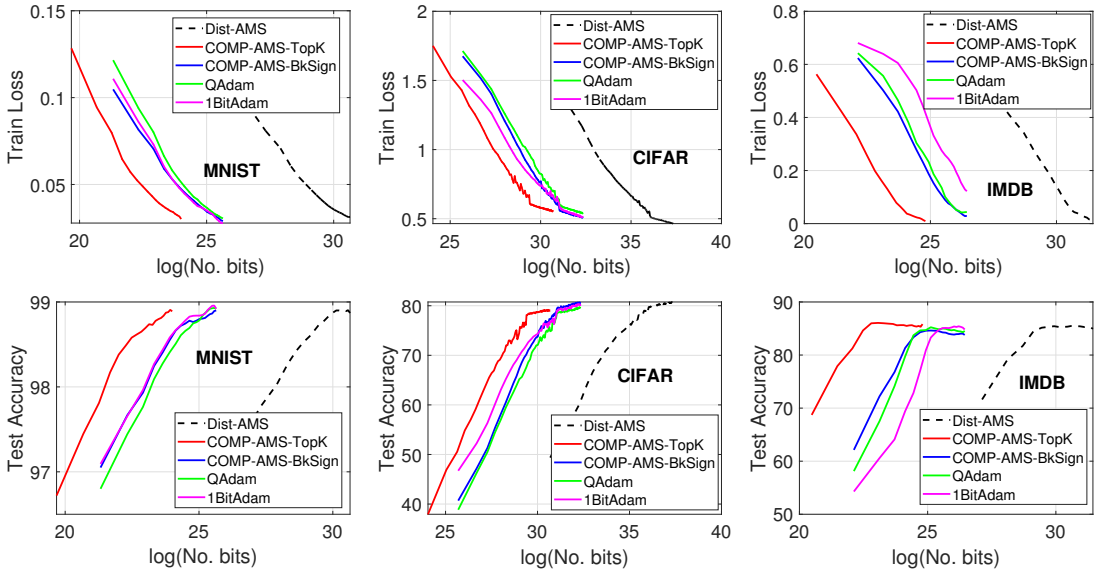 0.15
0.1
0.05
Train Loss
Dist-AMS
COMP-AMS-TopK
COMP-AMS-BkSign
QAdam
1BitAdam
MNIST
20
25
30
log(No. bits)
2
1.5
1
0.5
Train Loss
Dist-AMS
COMP-AMS-TopK
COMP-AMS-BkSign
QAdam
1BitAdam
CIFAR
25
30
35
40
log(No. bits)
1
0.8
0.6
0.4
0.2
0
Train Loss
Dist-AMS
COMP-AMS-TopK
COMP-AMS-BkSign
QAdam
1BitAdam
IMDB
20
25
30
log(No. bits)
99
98
97
Test Accuracy
MNIST
Dist-AMS
COMP-AMS-TopK
COMP-AMS-BkSign
QAdam
1BitAdam
20
25
30
log(No. bits)
80
70
60
50
40
Test Accuracy
CIFAR
Dist-AMS
COMP-AMS-TopK
COMP-AMS-BkSign
QAdam
1BitAdam
25
30
35
40
log(No. bits)
90
80
70
60
50
Test Accuracy
IMDB
Dist-AMS
COMP-AMS-TopK
COMP-AMS-BkSign
QAdam
1BitAdam
20
25
30
log(No. bits)